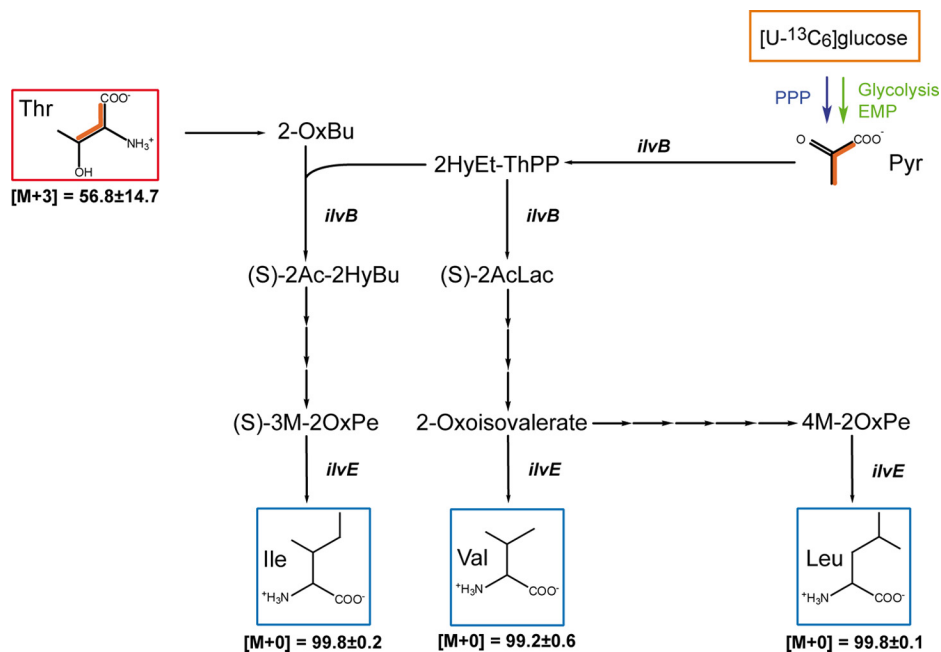 [U-13C6]glucose
PPP
Glycolysis
EMP
Thr
COO-
NH3+
OH
[M+3] = 56.8±14.7
2-OxBu
2HyEt-ThPP
ilvB
O
COO-
Pyr
ilvB
ilvB
(S)-2Ac-2HyBu
(S)-2AcLac
(S)-3M-2OxPe
2-Oxoisovalerate
4M-2OxPe
ilvE
ilvE
ilvE
Ile
+H3N
COO-
Val
+H3N
COO-
Leu
+H3N
COO-
[M+0] = 99.8±0.2
[M+0] = 99.2±0.6
[M+0] = 99.8±0.1